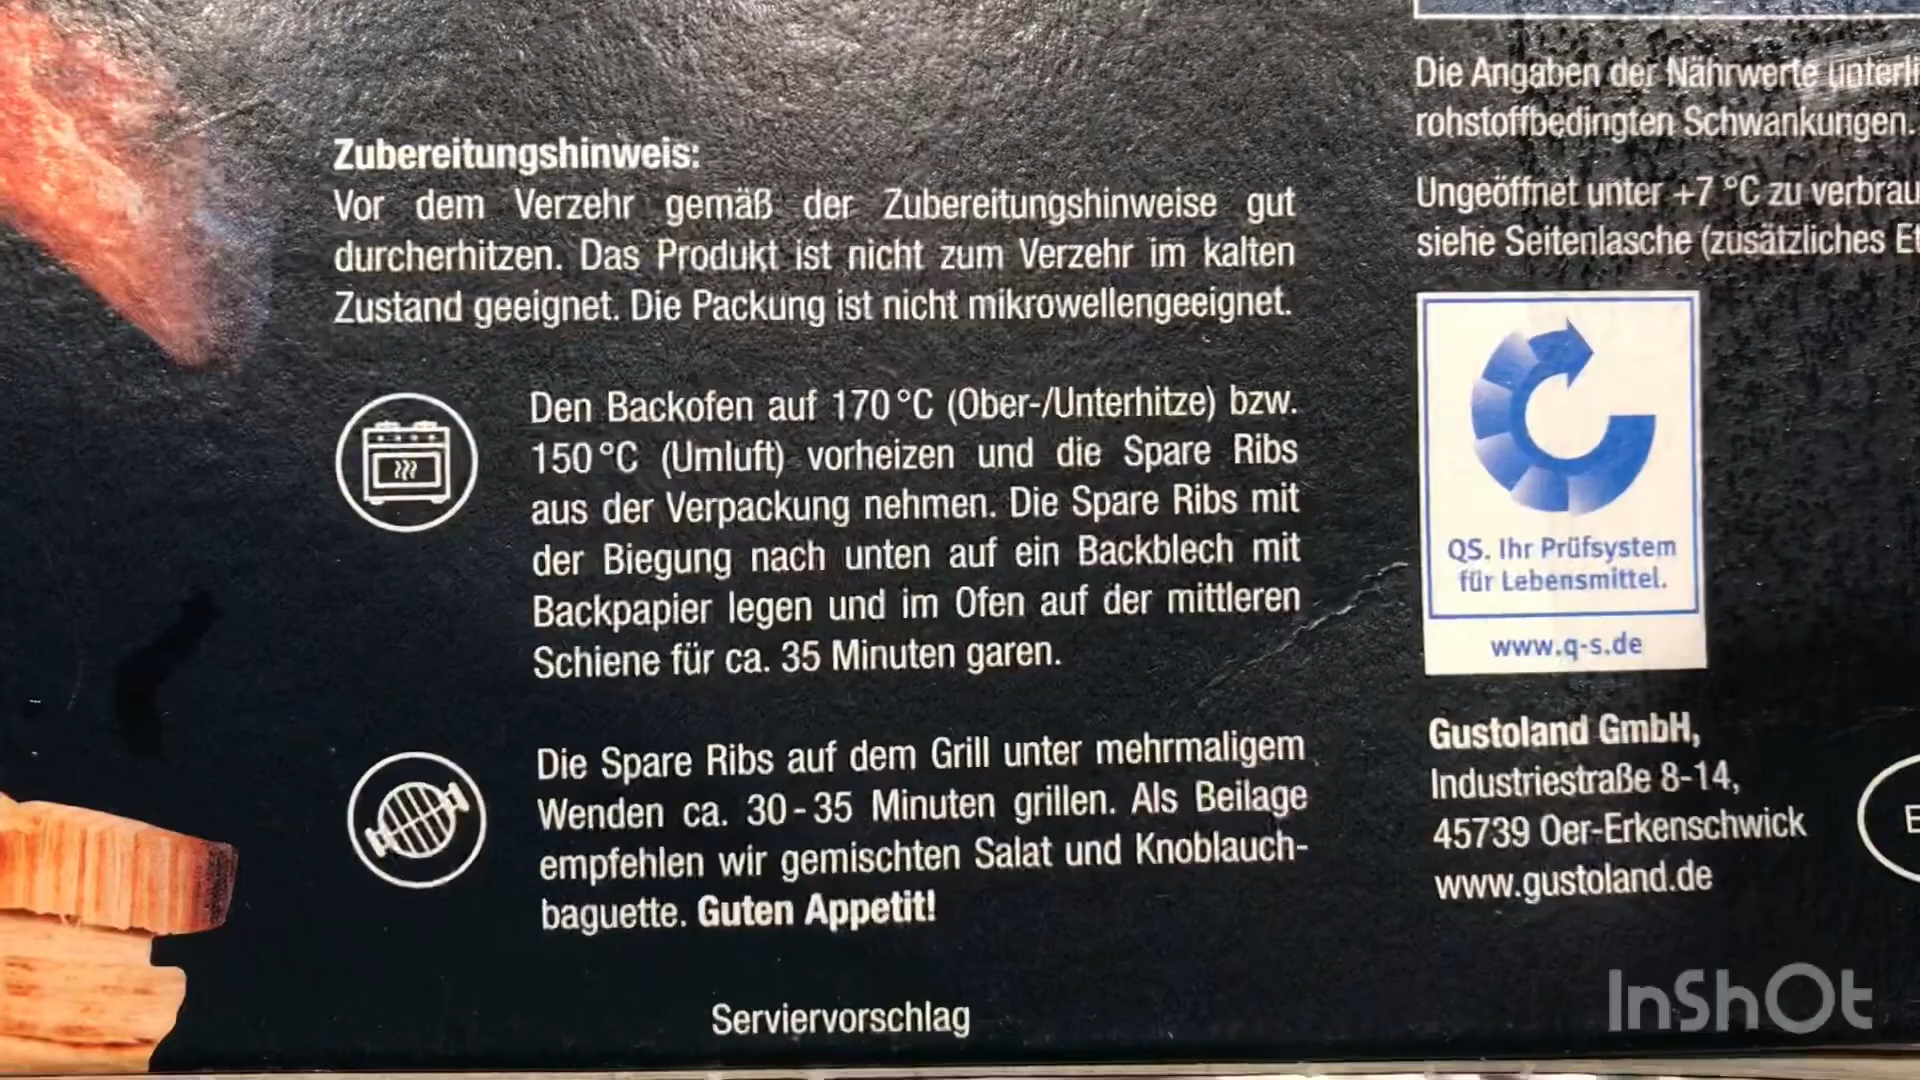 Zubereitungshinweis:
Vor dem Verzehr gemäß der Zubereitungshinweise gut
durcherhitzen. Das Produkt ist nicht zum Verzehr im kalten
Zustand geeignet. Die Packung ist nicht mikrowellengeeignet.
Den Backofen auf 170 °C (Ober-/Unterhitze) bzw.
150 °C (Umluft) vorheizen und die Spare Ribs
aus der Verpackung nehmen. Die Spare Ribs mit
der Biegung nach unten auf ein Backblech mit
Backpapier legen und im Ofen auf der mittleren
Schiene für ca. 35 Minuten garen.
Die Spare Ribs auf dem Grill unter mehrmaligem
Wenden ca. 30 - 35 Minuten grillen. Als Beilage
empfehlen wir gemischten Salat und Knoblauch-
baguette. Guten Appetit!
Serviervorschlag
Die Angaben der Nährwerte
rohstoffbedingten Schwankungen.
Ungeöffnet unter +7 °C zu
siehe Seitenlasche (zusätzliches
QS. Ihr Prüfsystem
für Lebensmittel.
www.q-s.de
Gustoland GmbH,
Industriestraße 8-14,
45739 Oer-Erkenschwick
www.gustoland.de
InShOt